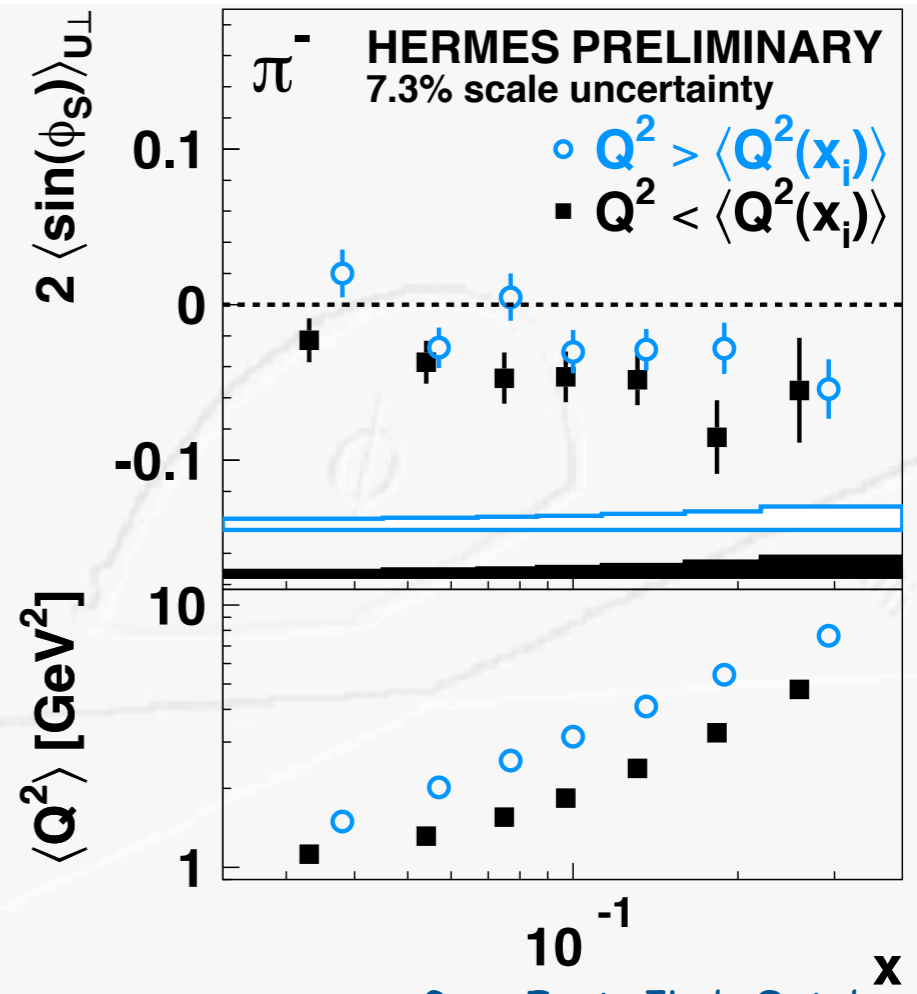 π- HERMES PRELIMINARY
7.3% scale uncertainty
Q² > ⟨Q²(xᵢ)⟩
Q² < ⟨Q²(xᵢ)⟩
2 ⟨sin(ϕS)⟩U⊥
0.1
0
-0.1
⟨Q²⟩ [GeV²]
10
1
10⁻¹
x